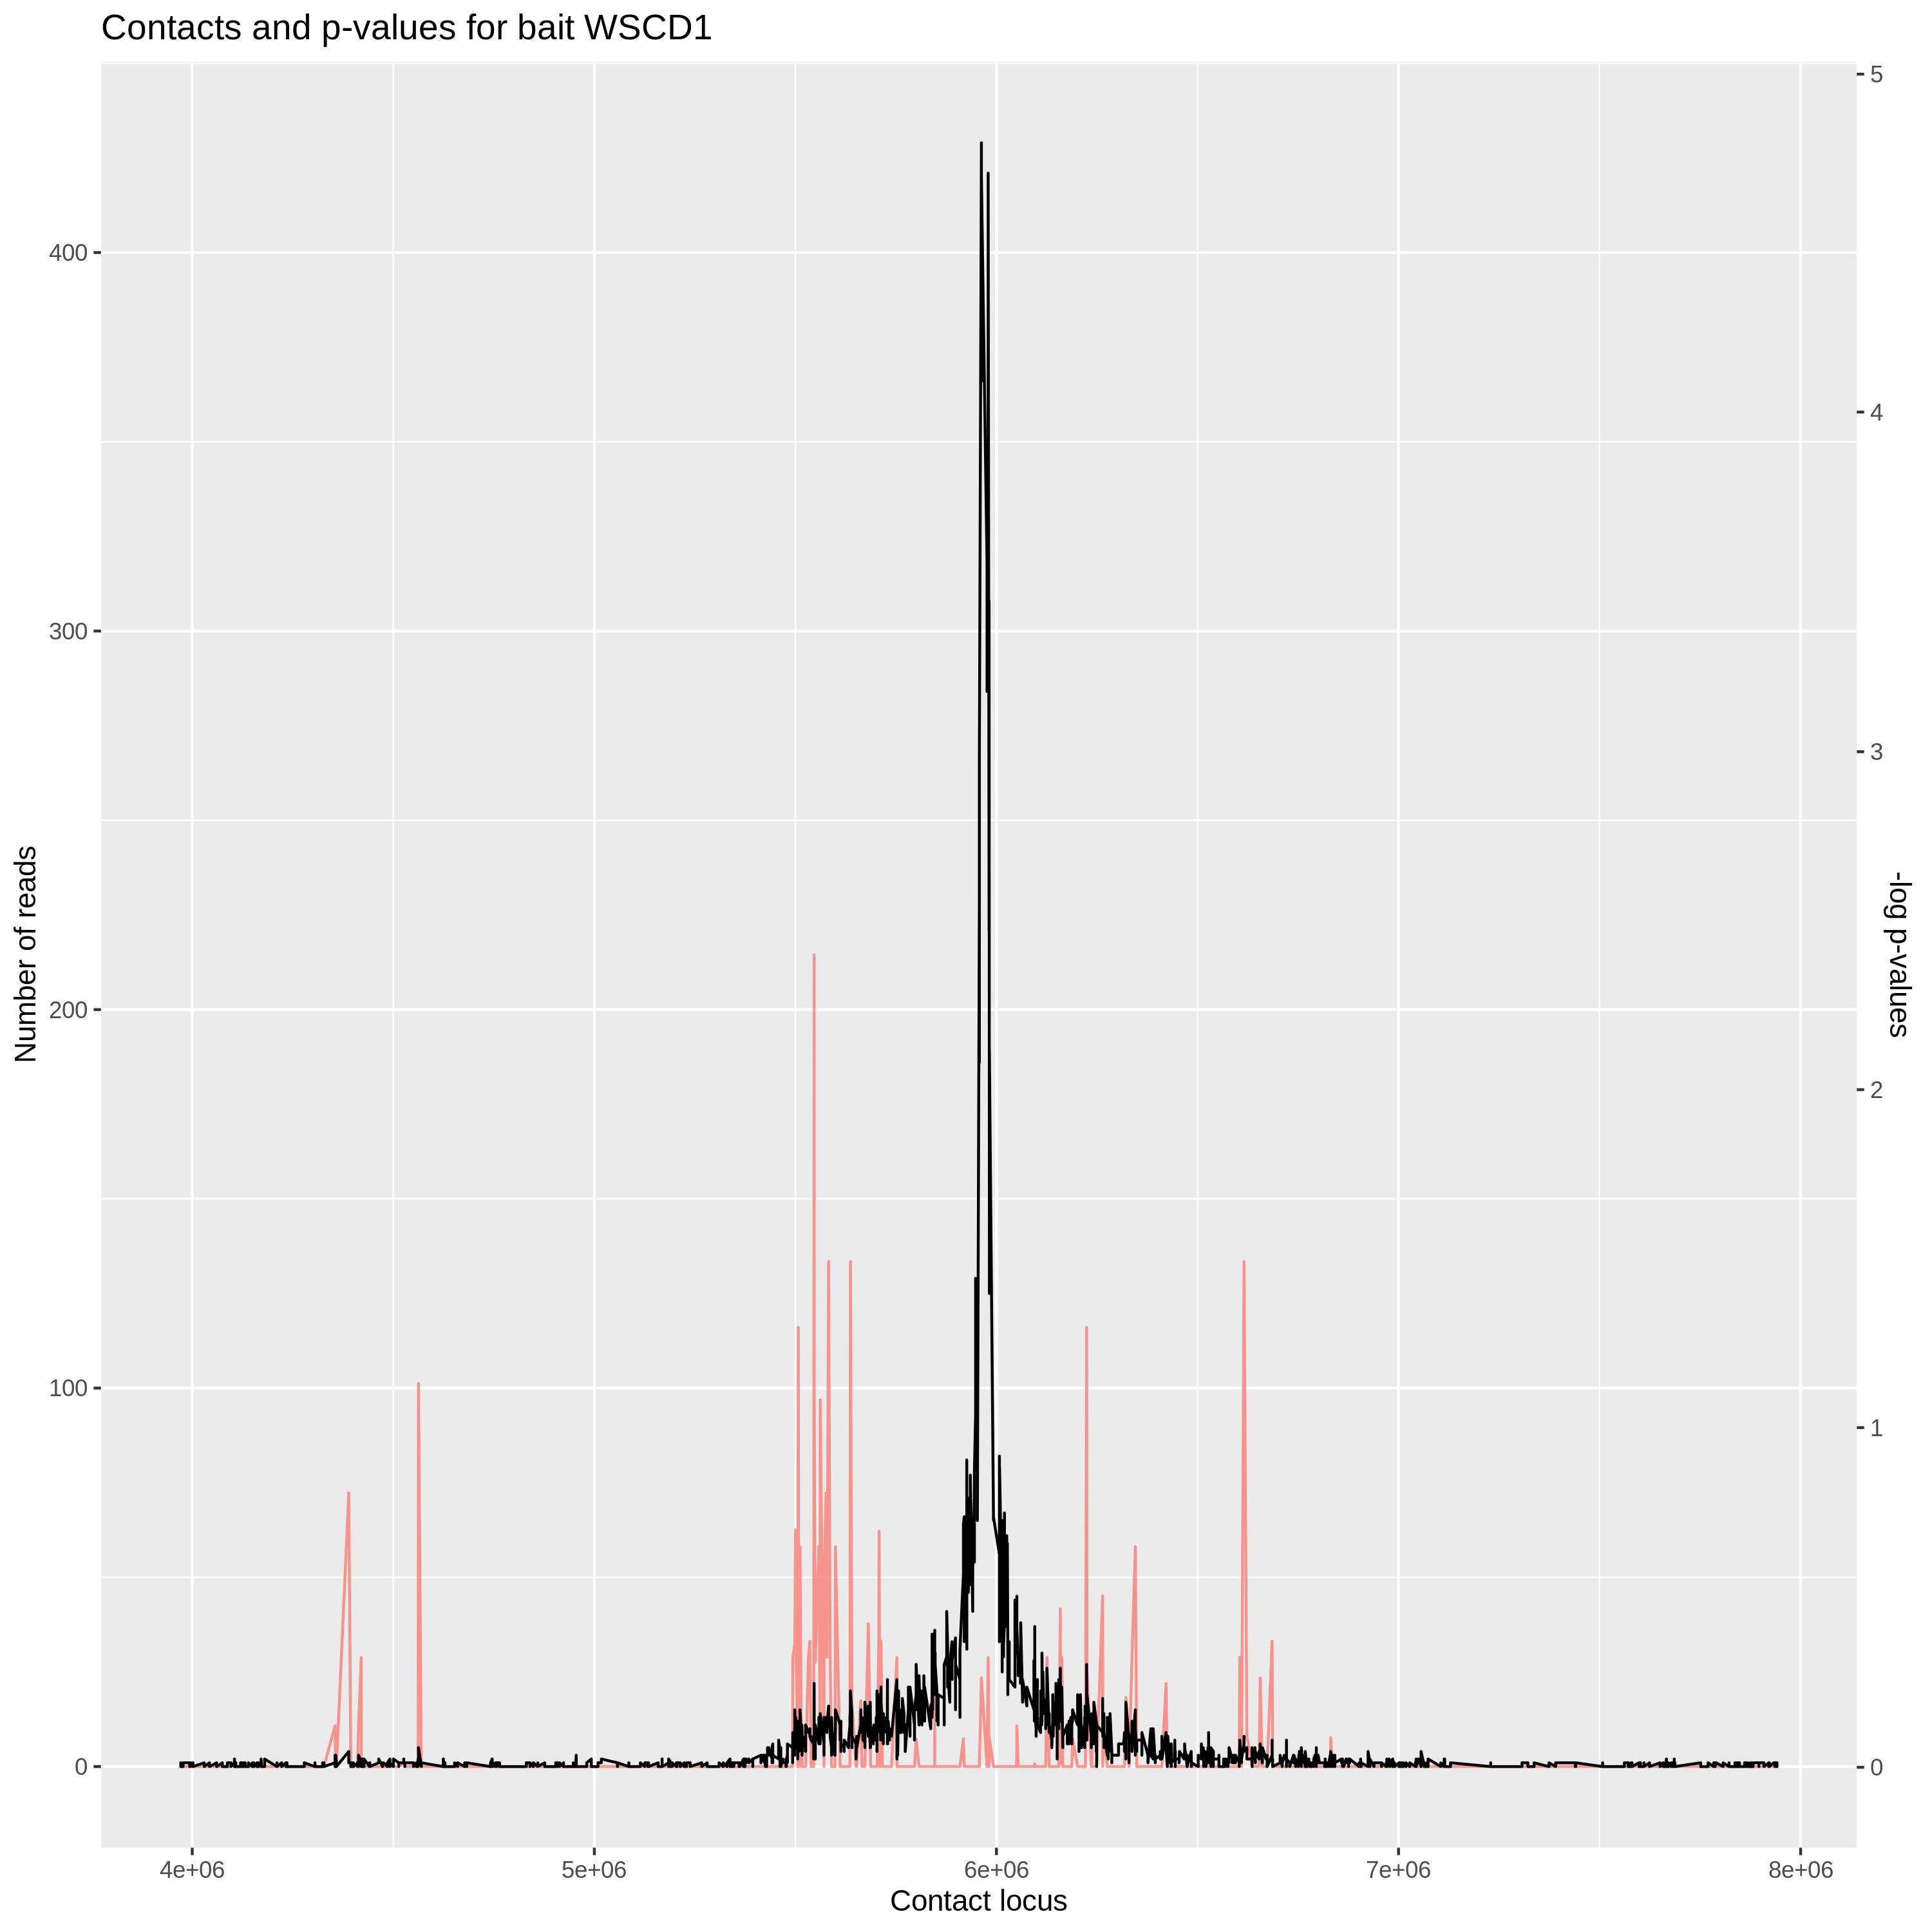 Contacts and p-values for bait WSCD1
Number of reads
400
300
200
100
0
5
4
3
2
1
0
-log p-values
4e+06
5e+06
6e+06
7e+06
8e+06
Contact locus